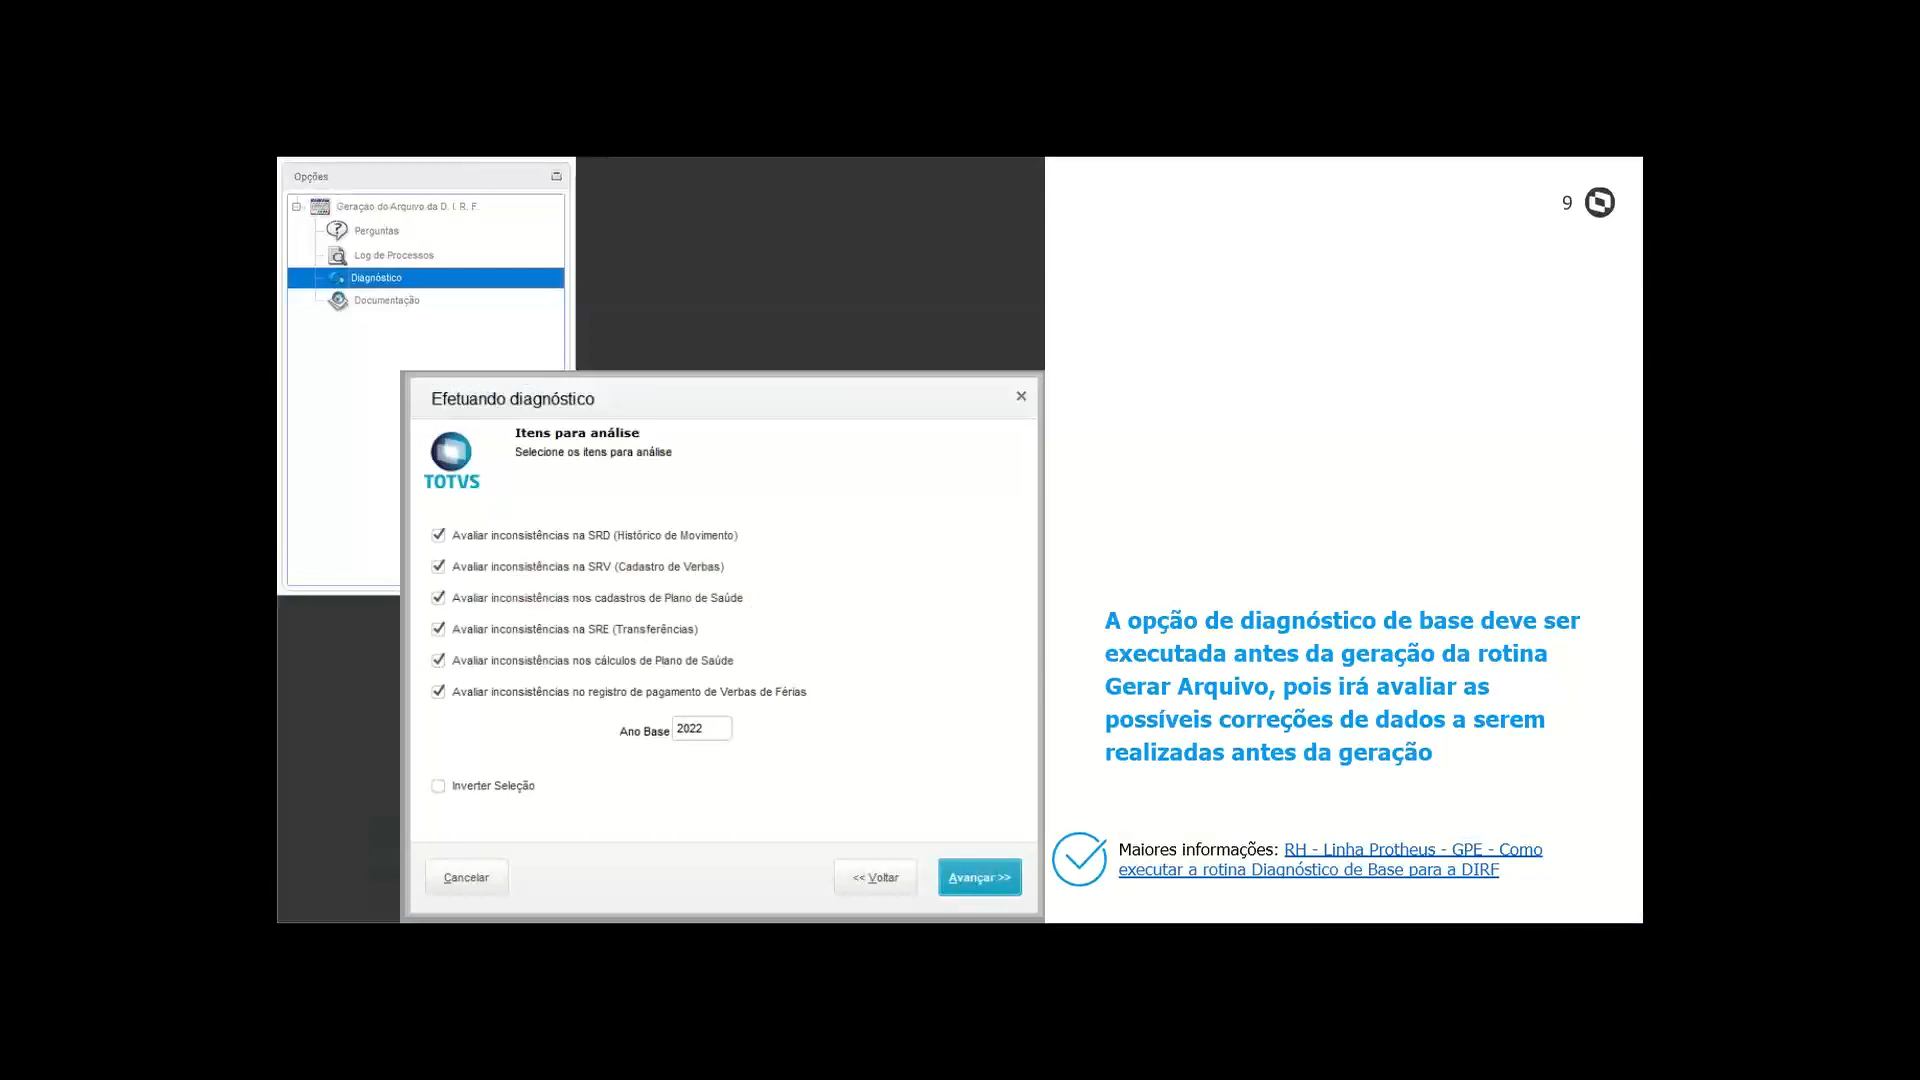 Opções
Geração do Arquivo da D. I. R. F.
Perguntas
Log de Processos
Diagnóstico
Documentação
Efetuando diagnóstico
Itens para análise
Selecione os itens para análise
TOTVS
Avaliar inconsistências na SRD (Histórico de Movimento)
Avaliar inconsistências na SRV (Cadastro de Verbas)
Avaliar inconsistências nos cadastros de Plano de Saúde
Avaliar inconsistências na SRE (Transferências)
Avaliar inconsistências nos cálculos de Plano de Saúde
Avaliar inconsistências no registro de pagamento de Verbas de Férias
Ano Base 2022
Inverter Seleção
Cancelar
<< Voltar
Avançar >>
9
A opção de diagnóstico de base deve ser
executada antes da geração da rotina
Gerar Arquivo, pois irá avaliar as
possíveis correções de dados a serem
realizadas antes da geração
Maiores informações: RH - Linha Protheus - GPE - Como
executar a rotina Diagnóstico de Base para a DIRF